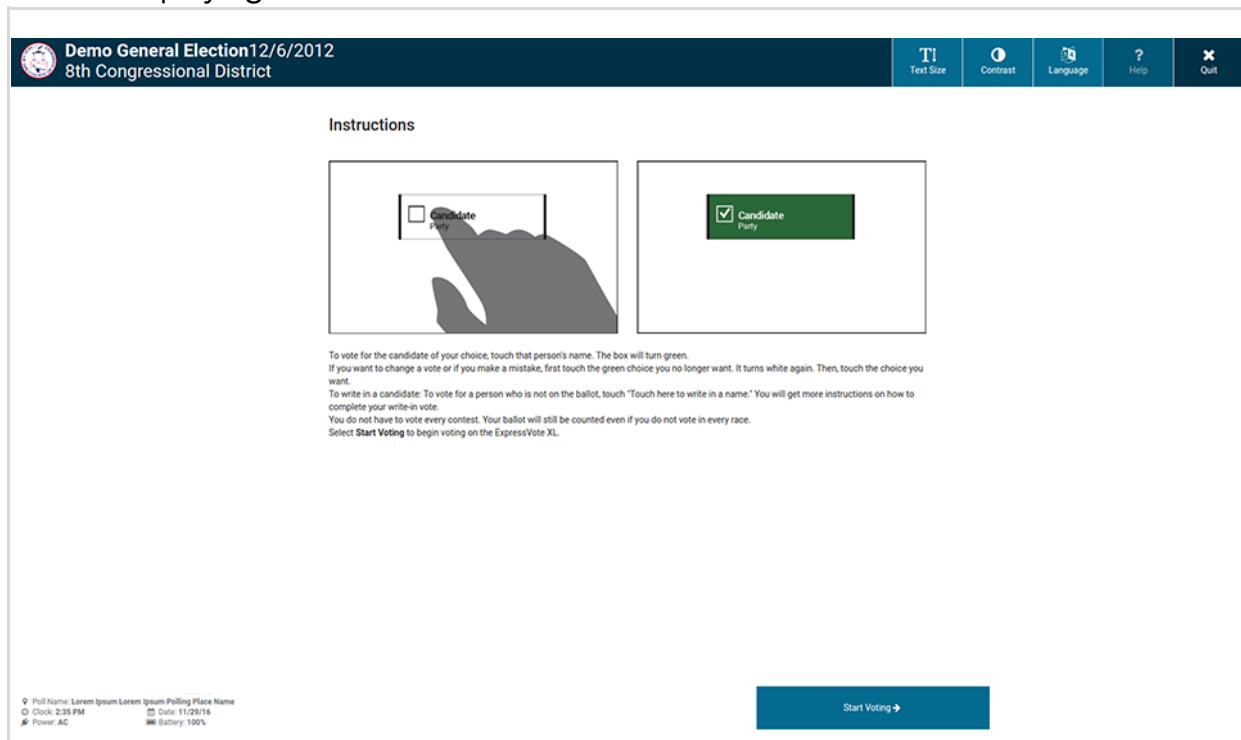 Demo General Election12/6/2012
8th Congressional District
TI
Text Size
Contrast
Language
?
Help
Quit
Instructions
Candidate
Party
Candidate
Party
To vote for the candidate of your choice, touch that person's name. The box will turn green.
If you want to change a vote or if you make a mistake, first touch the green choice you no longer want. It turns white again. Then, touch the choice you
want.
To write in a candidate: To vote for a person who is not on the ballot, touch "Touch here to write in a name." You will get more instructions on how to
complete your write-in vote.
You do not have to vote every contest. Your ballot will still be counted even if you do not vote in every race.
Select Start Voting to begin voting on the ExpressVote XL.
Poll Name: Lorem Ipsum Lorem Ipsum Polling Place Name
Clock: 2:35 PM Date: 11/29/16
Power: AC Battery: 100%
Start Voting